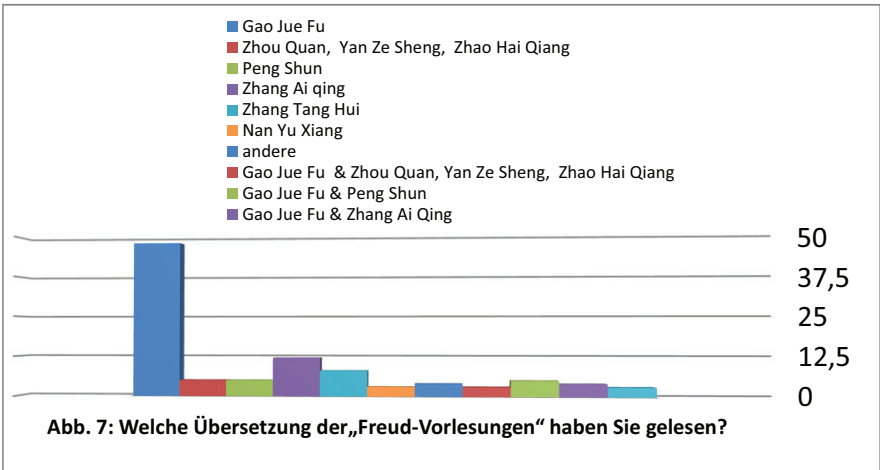 Gao Jue Fu
Zhou Quan, Yan Ze Sheng, Zhao Hai Qiang
Peng Shun
Zhang Ai qing
Zhang Tang Hui
Nan Yu Xiang
andere
Gao Jue Fu & Zhou Quan, Yan Ze Sheng, Zhao Hai Qiang
Gao Jue Fu & Peng Shun
Gao Jue Fu & Zhang Ai Qing
50
37,5
25
12,5
0
Abb. 7: Welche Übersetzung der„Freud-Vorlesungen“ haben Sie gelesen?